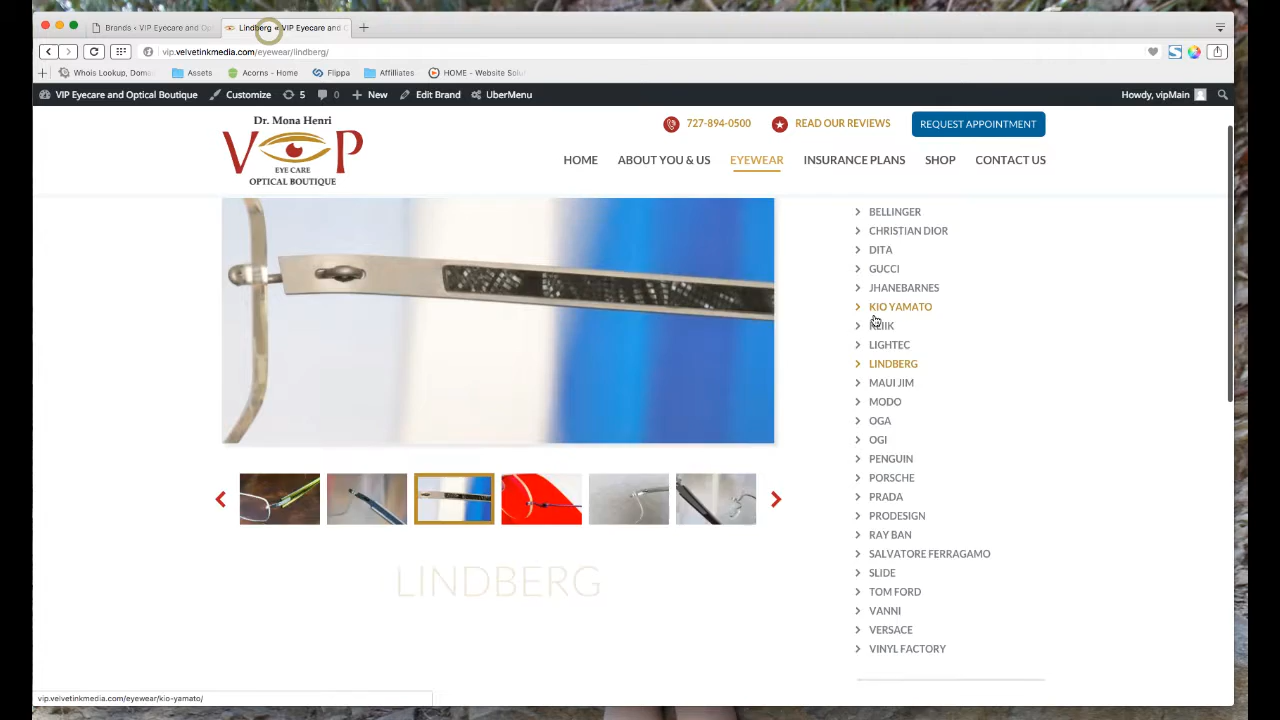 Brands ‹ VIP Eyecare and Op
Lindberg « VIP Eyecare and O
vip.velvetinkmedia.com/eyewear/lindberg/
Whois Lookup, Doma
Assets
Acorns - Home
Flippa
Affilliates
HOME - Website Solu
VIP Eyecare and Optical Boutique
Customize
5
0
New
Edit Brand
UberMenu
Howdy, vipMain
Dr. Mona Henri
VIP
EYE CARE
OPTICAL BOUTIQUE
727-894-0500
READ OUR REVIEWS
REQUEST APPOINTMENT
HOME
ABOUT YOU & US
EYEWEAR
INSURANCE PLANS
SHOP
CONTACT US
BELLINGER
CHRISTIAN DIOR
DITA
GUCCI
JHANEBARNES
KIO YAMATO
LIGHTEC
LINDBERG
MAUI JIM
MODO
OGA
OGI
PENGUIN
PORSCHE
PRADA
PRODESIGN
RAY BAN
SALVATORE FERRAGAMO
SLIDE
TOM FORD
VANNI
VERSACE
VINYL FACTORY
LINDBERG
vip.velvetinkmedia.com/eyewear/kio-yamato/